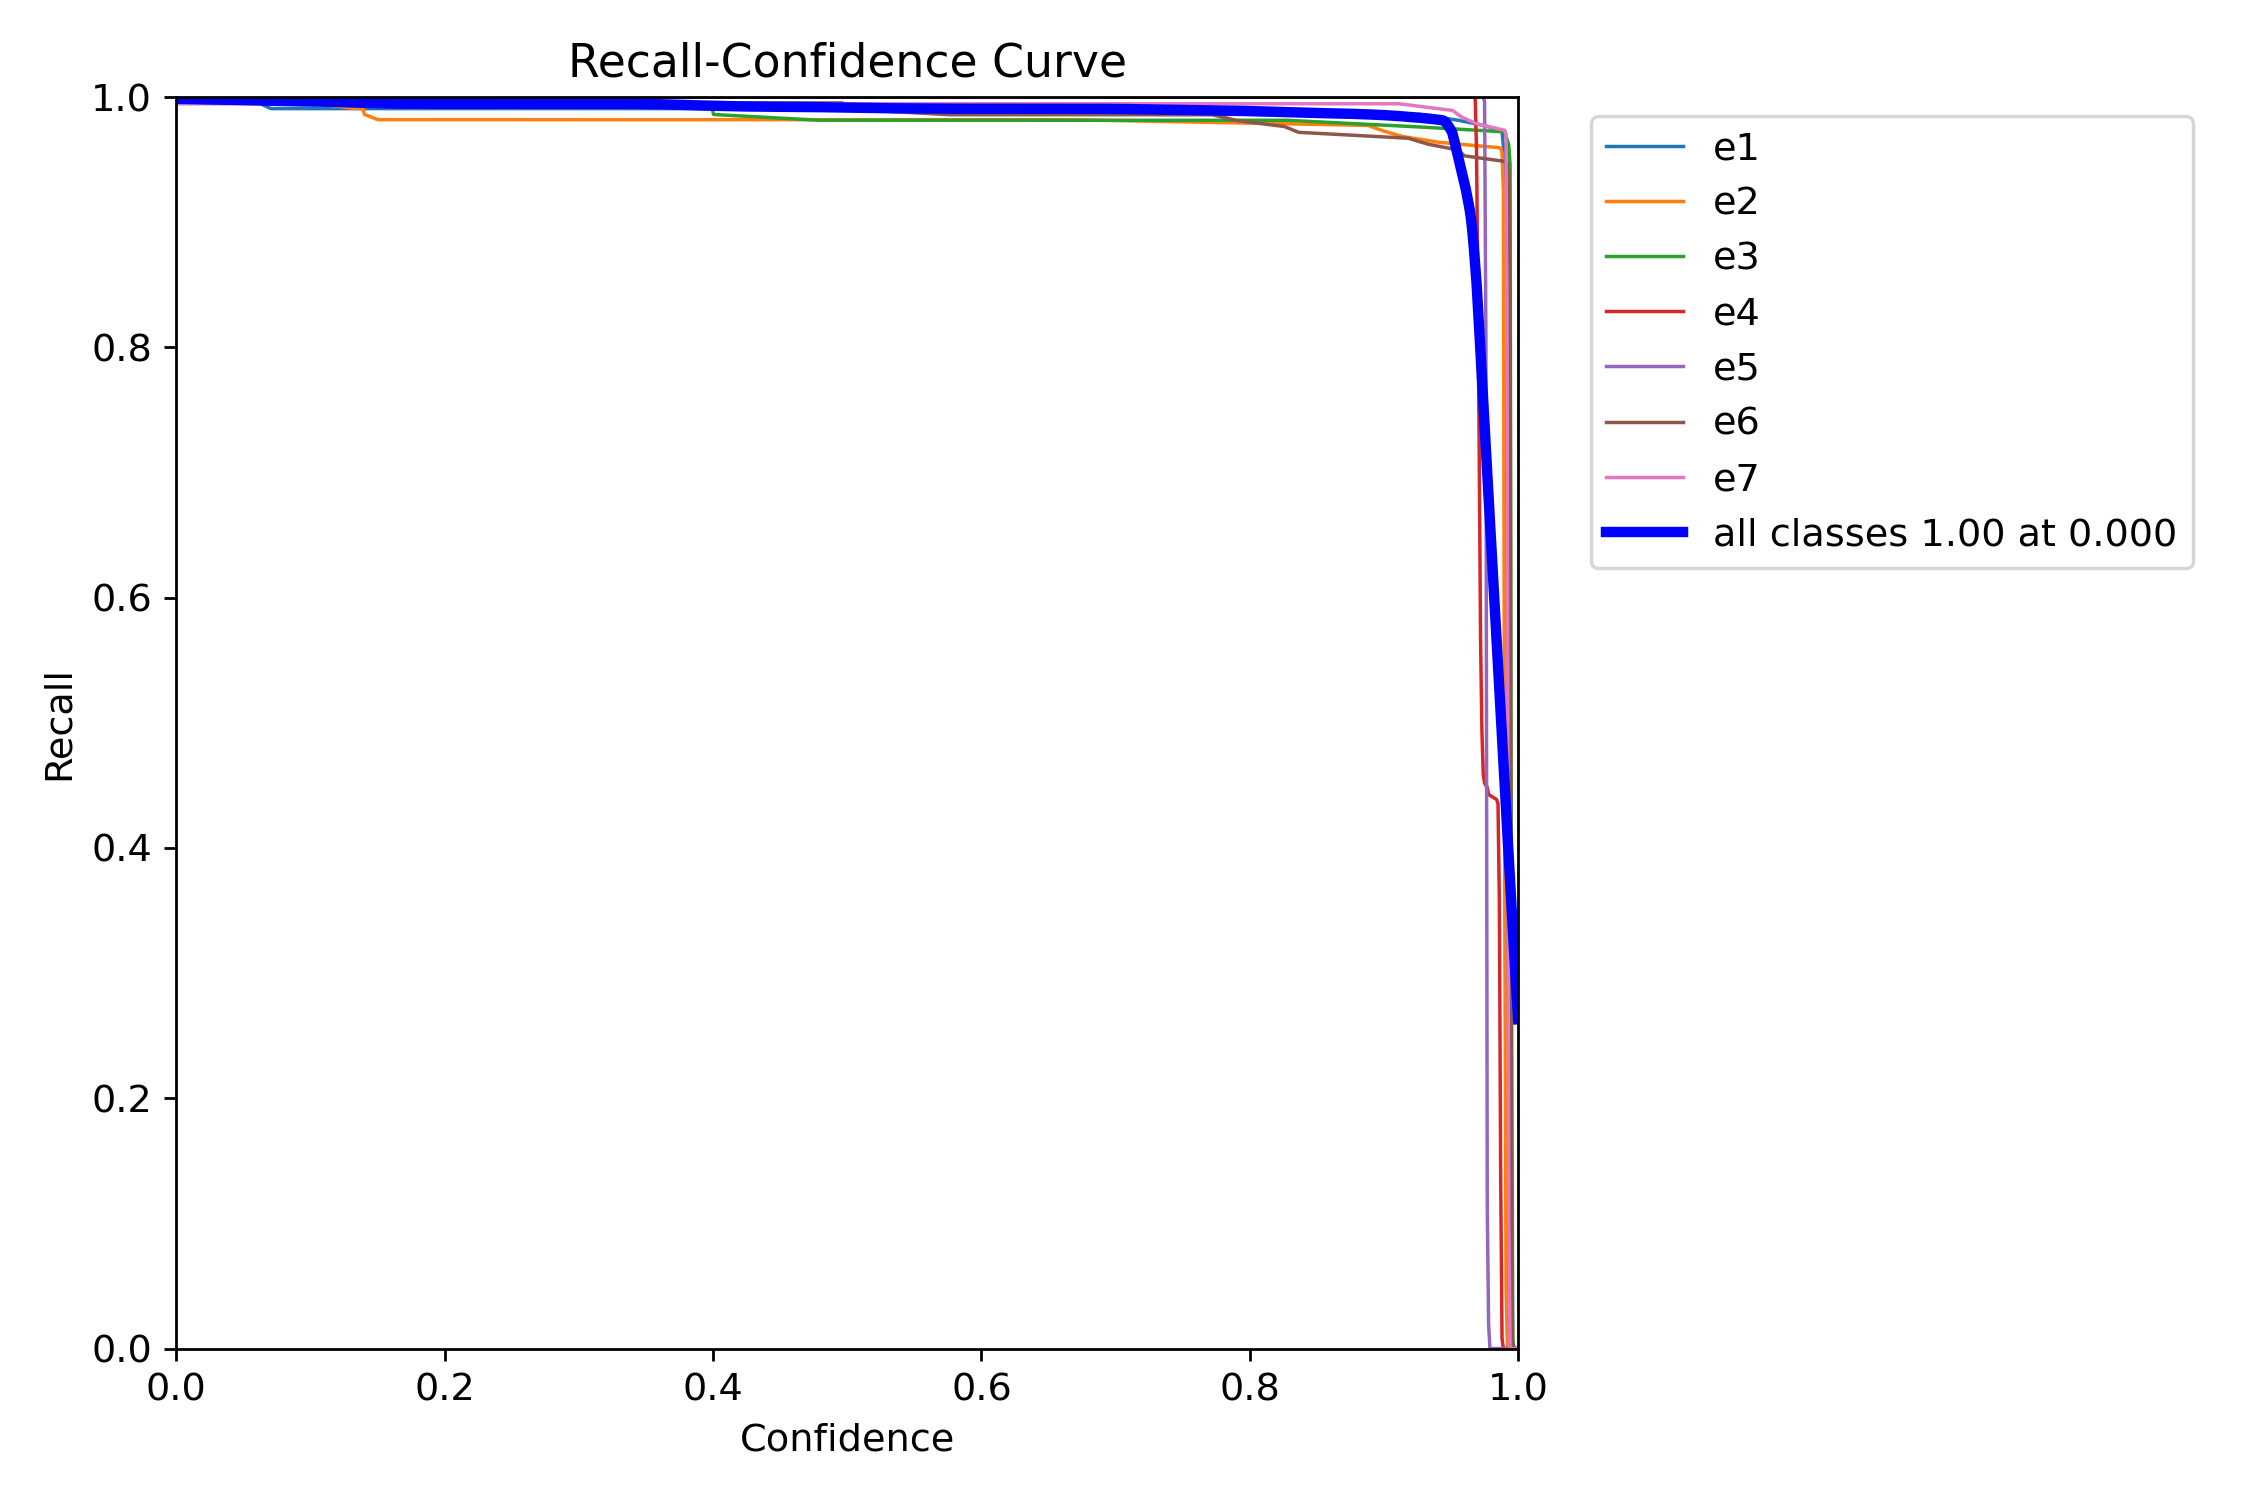 Recall-Confidence Curve
1.0
0.8
0.6
0.4
0.2
0.0
Recall
0.0 0.2 0.4 0.6 0.8 1.0
Confidence
e1
e2
e3
e4
e5
e6
e7
all classes 1.00 at 0.000